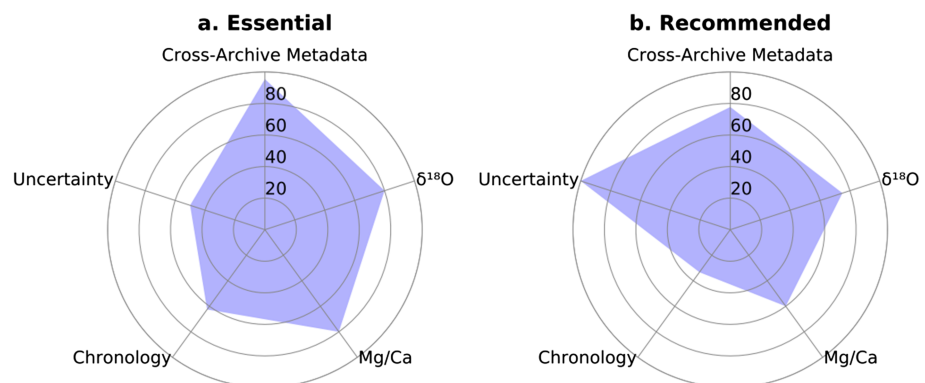 a. Essential
Cross-Archive Metadata
80
60
40
20
Uncertainty
δ¹⁸O
Chronology
Mg/Ca
b. Recommended
Cross-Archive Metadata
80
60
40
20
Uncertainty
δ¹⁸O
Chronology
Mg/Ca